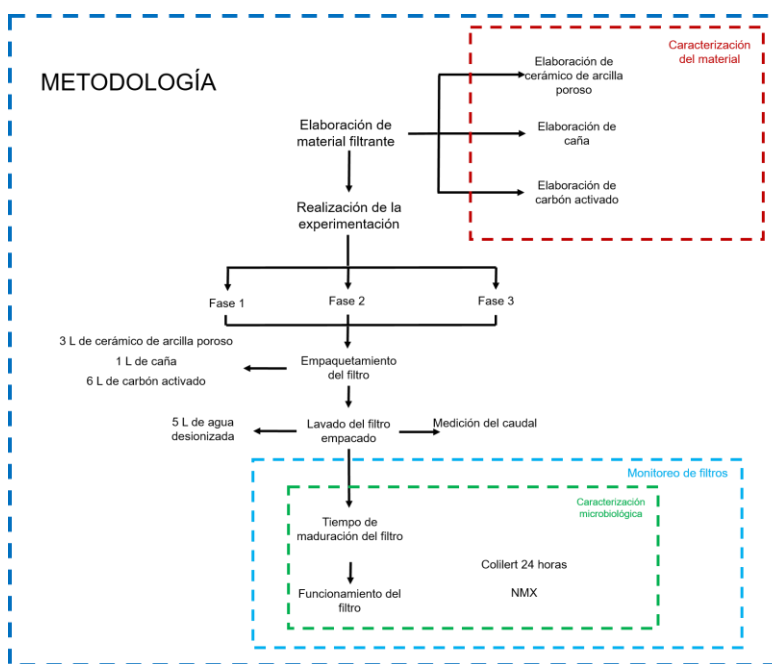 METODOLOGÍA
Caracterización
del material
Elaboración de
cerámico de arcilla
poroso
Elaboración de
material filtrante
Elaboración de
caña
Elaboración de
carbón activado
Realización de la
experimentación
Fase 1
Fase 2
Fase 3
3 L de cerámico de arcilla poroso
1 L de caña
6 L de carbón activado
Empaquetamiento
del filtro
5 L de agua
desionizada
Lavado del filtro
empacado
Medición del caudal
Monitoreo de filtros
Caracterización
microbiológica
Tiempo de
maduración del filtro
Colilert 24 horas
Funcionamiento del
filtro
NMX